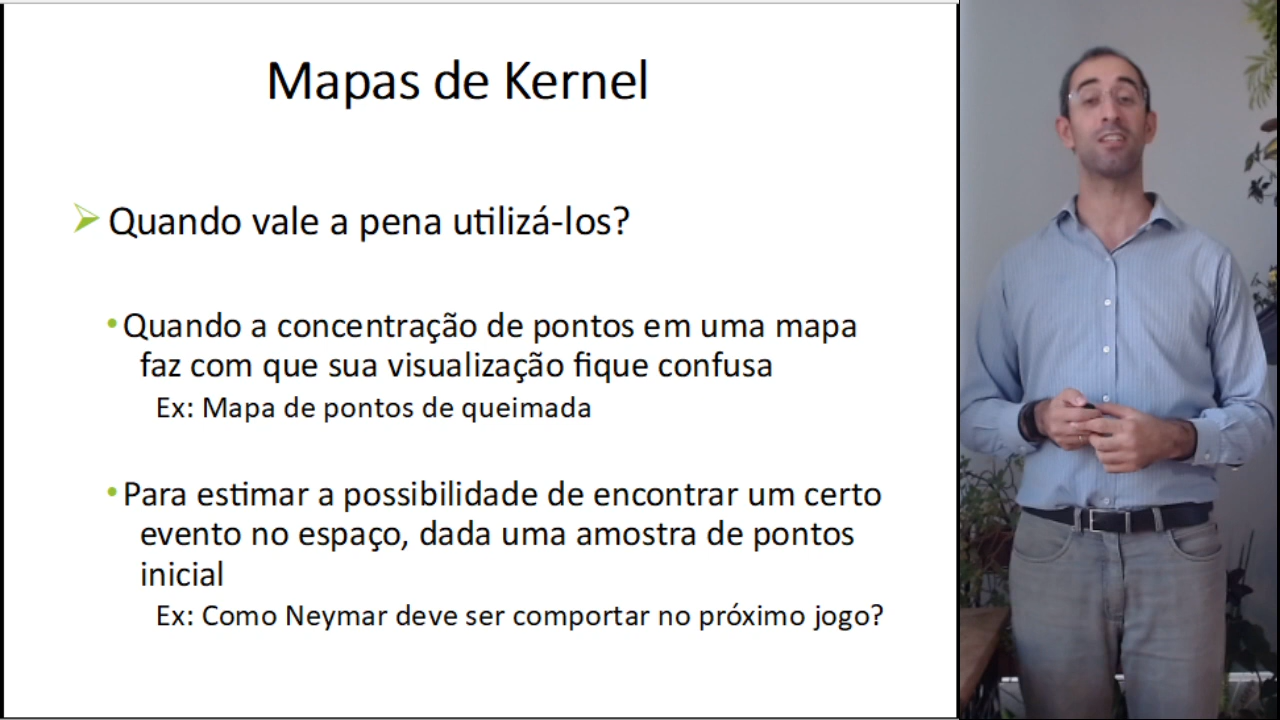 Mapas de Kernel
Quando vale a pena utilizá-los?
Quando a concentração de pontos em uma mapa
faz com que sua visualização fique confusa
Ex: Mapa de pontos de queimada
Para estimar a possibilidade de encontrar um certo
evento no espaço, dada uma amostra de pontos
inicial
Ex: Como Neymar deve ser comportar no próximo jogo?